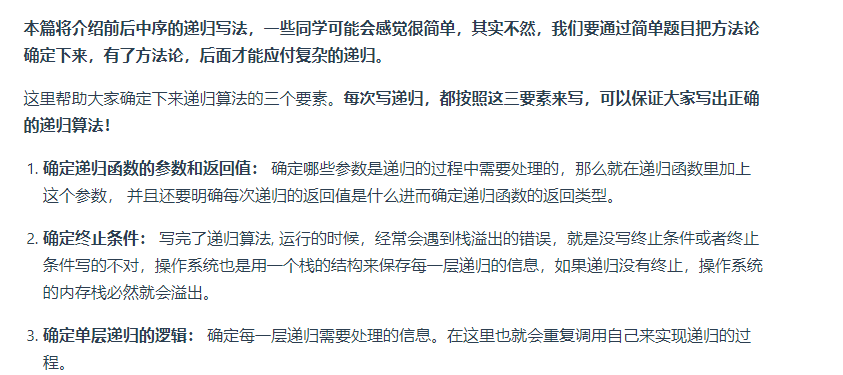 本篇将介绍前后中序的递归写法，一些同学可能会感觉很简单，其实不然，我们要通过简单题目把方法论
确定下来，有了方法论，后面才能应付复杂的递归。
这里帮助大家确定下来递归算法的三个要素。每次写递归，都按照这三要素来写，可以保证大家写出正确
的递归算法！
1. 确定递归函数的参数和返回值： 确定哪些参数是递归的过程中需要处理的，那么就在递归函数里加上
这个参数， 并且还要明确每次递归的返回值是什么进而确定递归函数的返回类型。
2. 确定终止条件： 写完了递归算法, 运行的时候，经常会遇到栈溢出的错误，就是没写终止条件或者终止
条件写的不对，操作系统也是用一个栈的结构来保存每一层递归的信息，如果递归没有终止，操作系统
的内存栈必然就会溢出。
3. 确定单层递归的逻辑： 确定每一层递归需要处理的信息。在这里也就会重复调用自己来实现递归的过
程。